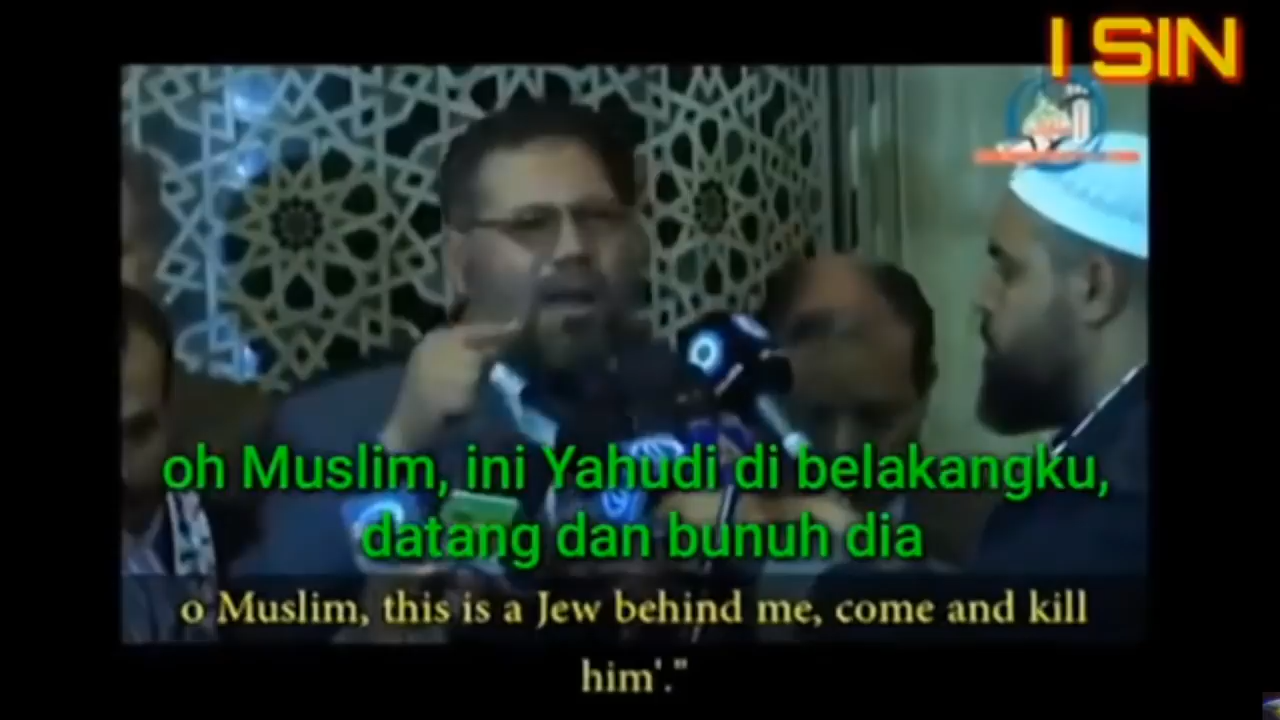 I SIN
oh Muslim, ini Yahudi di belakangku,
datang dan bunuh dia
o Muslim, this is a Jew behind me, come and kill
him'."